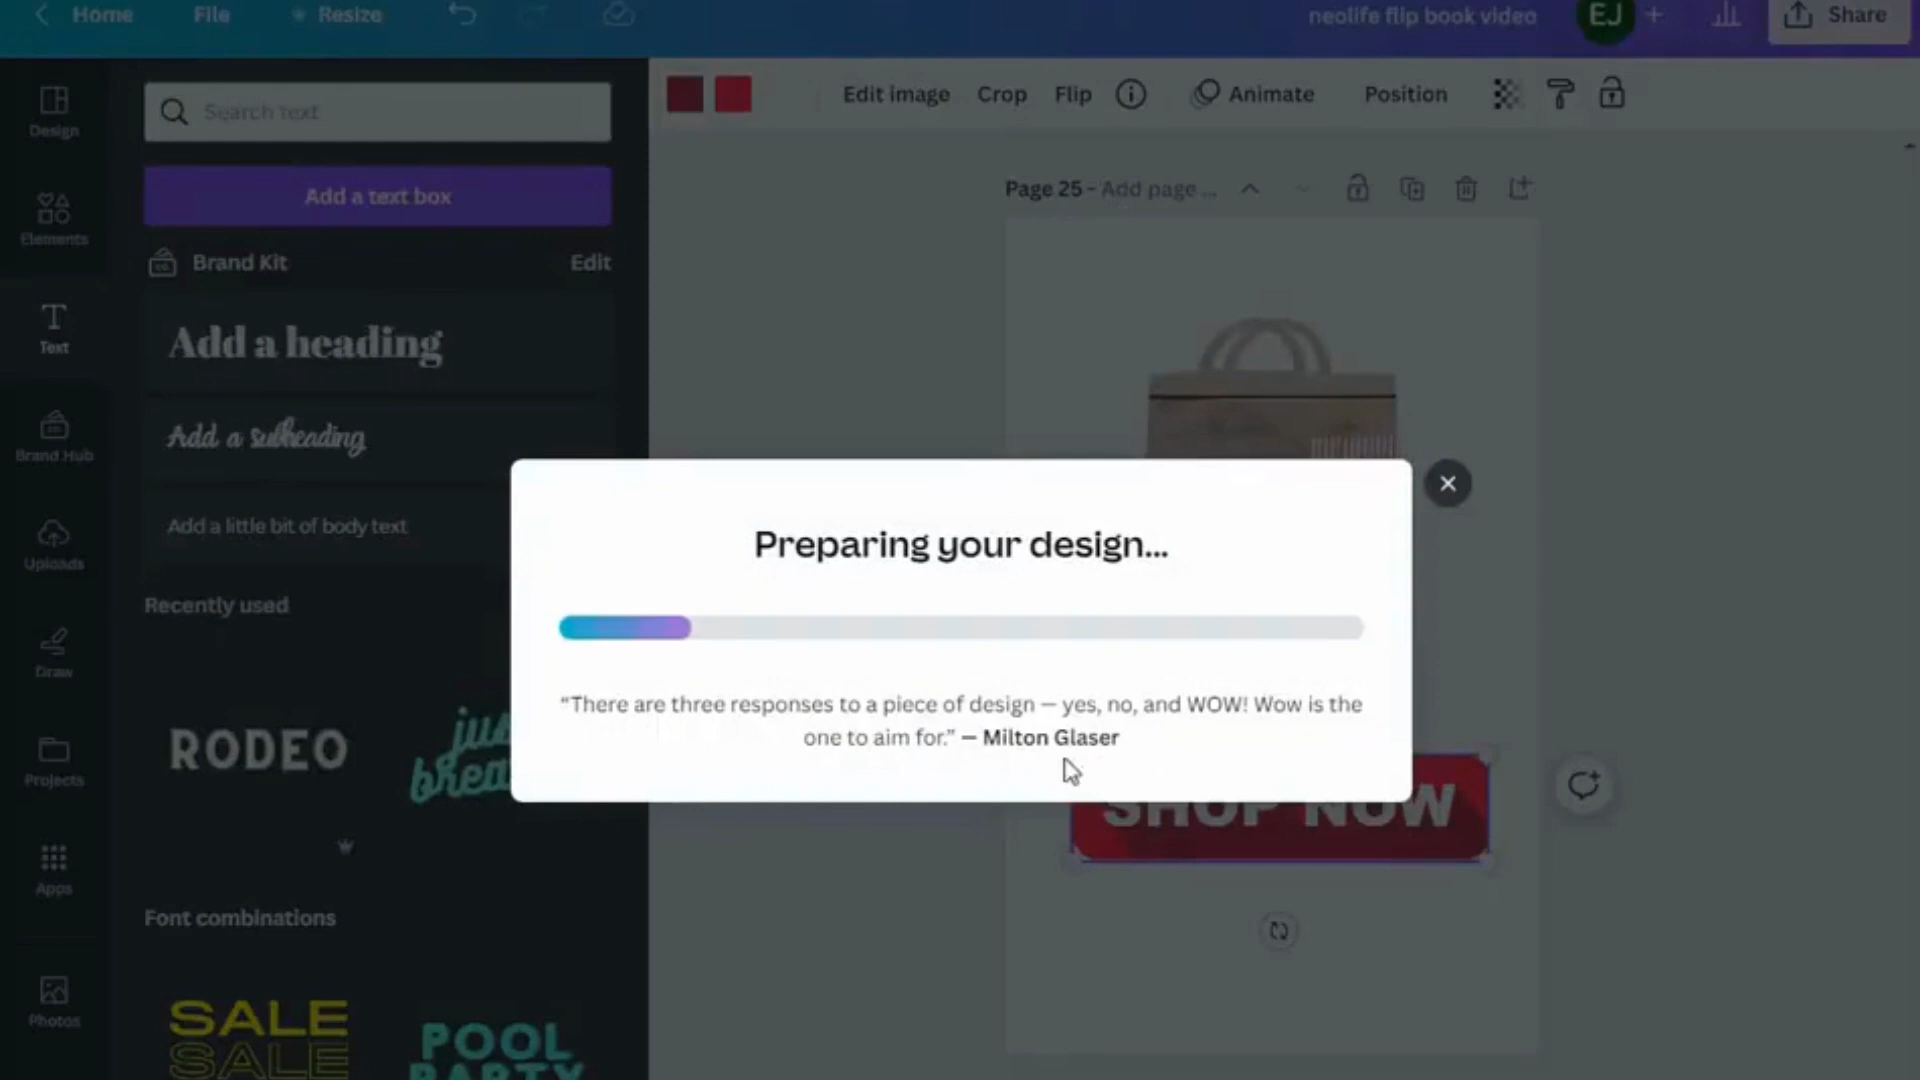 Home
File
Resize
neolife flip book video
EJ
Share
Design
Elements
Text
Brand Hub
Uploads
Draw
Projects
Apps
Photos
Search text
Add a text box
Brand Kit
Edit
Add a heading
Add a subheading
Add a little bit of body text
Recently used
RODEO
just
Font combinations
SALE
SALE
POOL
PARTY
Edit image
Crop
Flip
Animate
Position
Page 25 - Add page ...
Preparing your design...
“There are three responses to a piece of design – yes, no, and WOW! Wow is the
one to aim for.” – Milton Glaser
SHOP NOW